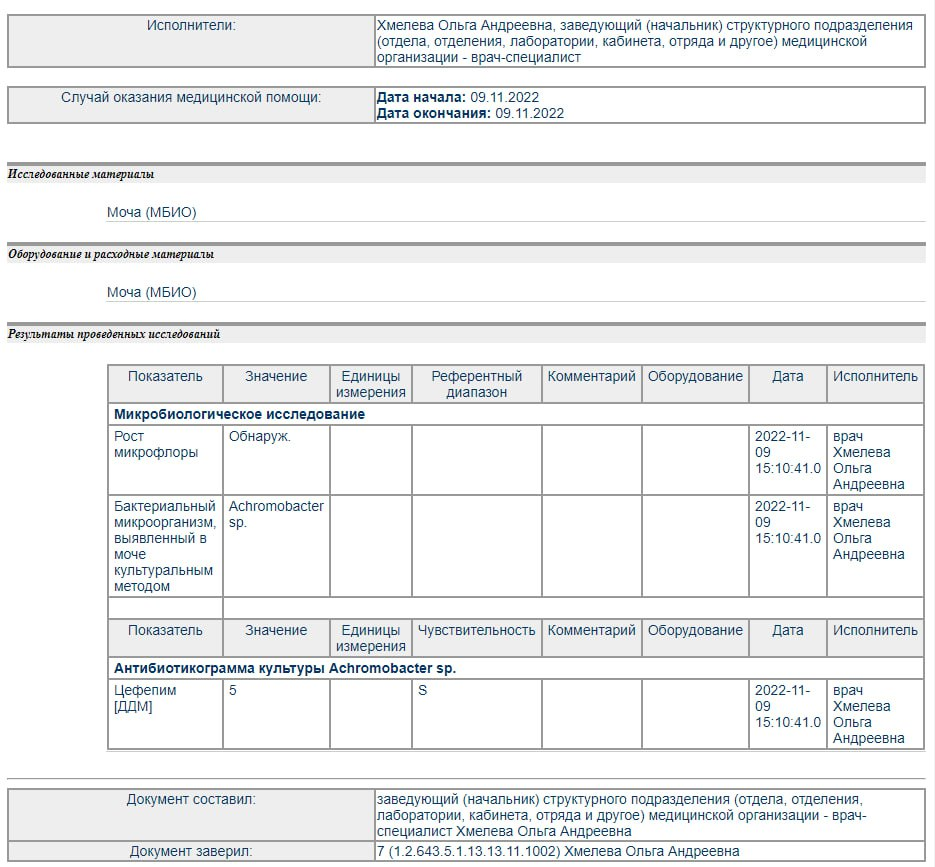 Исполнители:
Хмелева Ольга Андреевна, заведующий (начальник) структурного подразделения
(отдела, отделения, лаборатории, кабинета, отряда и другое) медицинской
организации - врач-специалист
Случай оказания медицинской помощи:
Дата начала: 09.11.2022
Дата окончания: 09.11.2022
Исследованные материалы
Моча (МБИО)
Оборудование и расходные материалы
Моча (МБИО)
Результаты проведенных исследований
Показатель
Значение
Единицы
измерения
Референтный
диапазон
Комментарий
Оборудование
Дата
Исполнитель
Микробиологическое исследование
Рост
микрофлоры
Обнаруж.
2022-11-
09
15:10:41.0
врач
Хмелева
Ольга
Андреевна
Бактериальный
микроорганизм,
выявленный в
моче
культуральным
методом
Achromobacter
sp.
2022-11-
09
15:10:41.0
врач
Хмелева
Ольга
Андреевна
Показатель
Значение
Единицы
измерения
Чувствительность
Комментарий
Оборудование
Дата
Исполнитель
Антибиотикограмма культуры Achromobacter sp.
Цефепим
[ДДМ]
5
S
2022-11-
09
15:10:41.0
врач
Хмелева
Ольга
Андреевна
Документ составил:
заведующий (начальник) структурного подразделения (отдела, отделения,
лаборатории, кабинета, отряда и другое) медицинской организации - врач-
специалист Хмелева Ольга Андреевна
Документ заверил:
7 (1.2.643.5.1.13.13.11.1002) Хмелева Ольга Андреевна